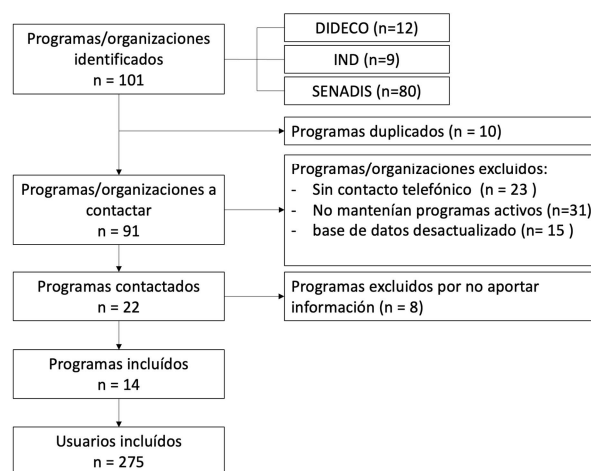 Programas/organizaciones
identificados
n = 101
DIDECO (n=12)
IND (n=9)
SENADIS (n=80)
Programas duplicados (n = 10)
Programas/organizaciones a
contactar
n = 91
Programas/organizaciones excluidos:
- Sin contacto telefónico (n = 23 )
- No mantenían programas activos (n=31)
- base de datos desactualizado (n= 15 )
Programas contactados
n = 22
Programas excluidos por no aportar
información (n = 8)
Programas incluídos
n = 14
Usuarios incluídos
n = 275